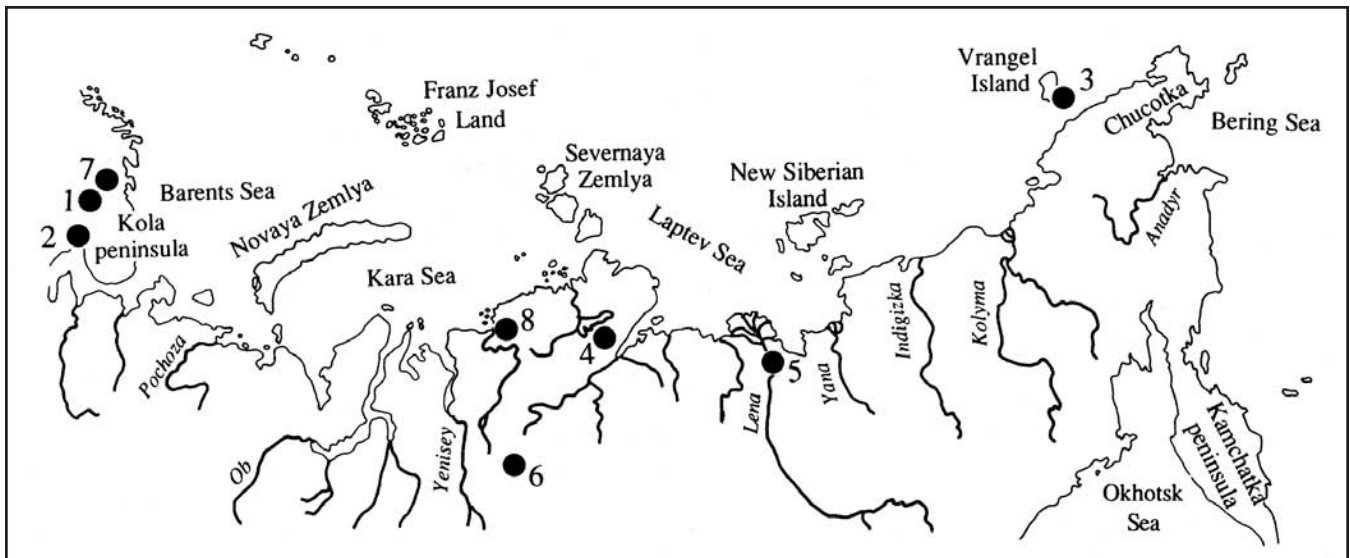 Vrangel
Island
3
Chucotka
Bering Sea
Franz Josef
Land
Severnaya
Zemlya
New Siberian
Island
7
1
2
Barents Sea
Kola
peninsula
Novaya Zemlya
Laptev Sea
Kara Sea
Anadyr
8
4
5
Pochoza
Indigizka
Kolyma
Lena
Yana
Ob
Yenisey
6
Okhotsk
Sea
Kamchatka
peninsula